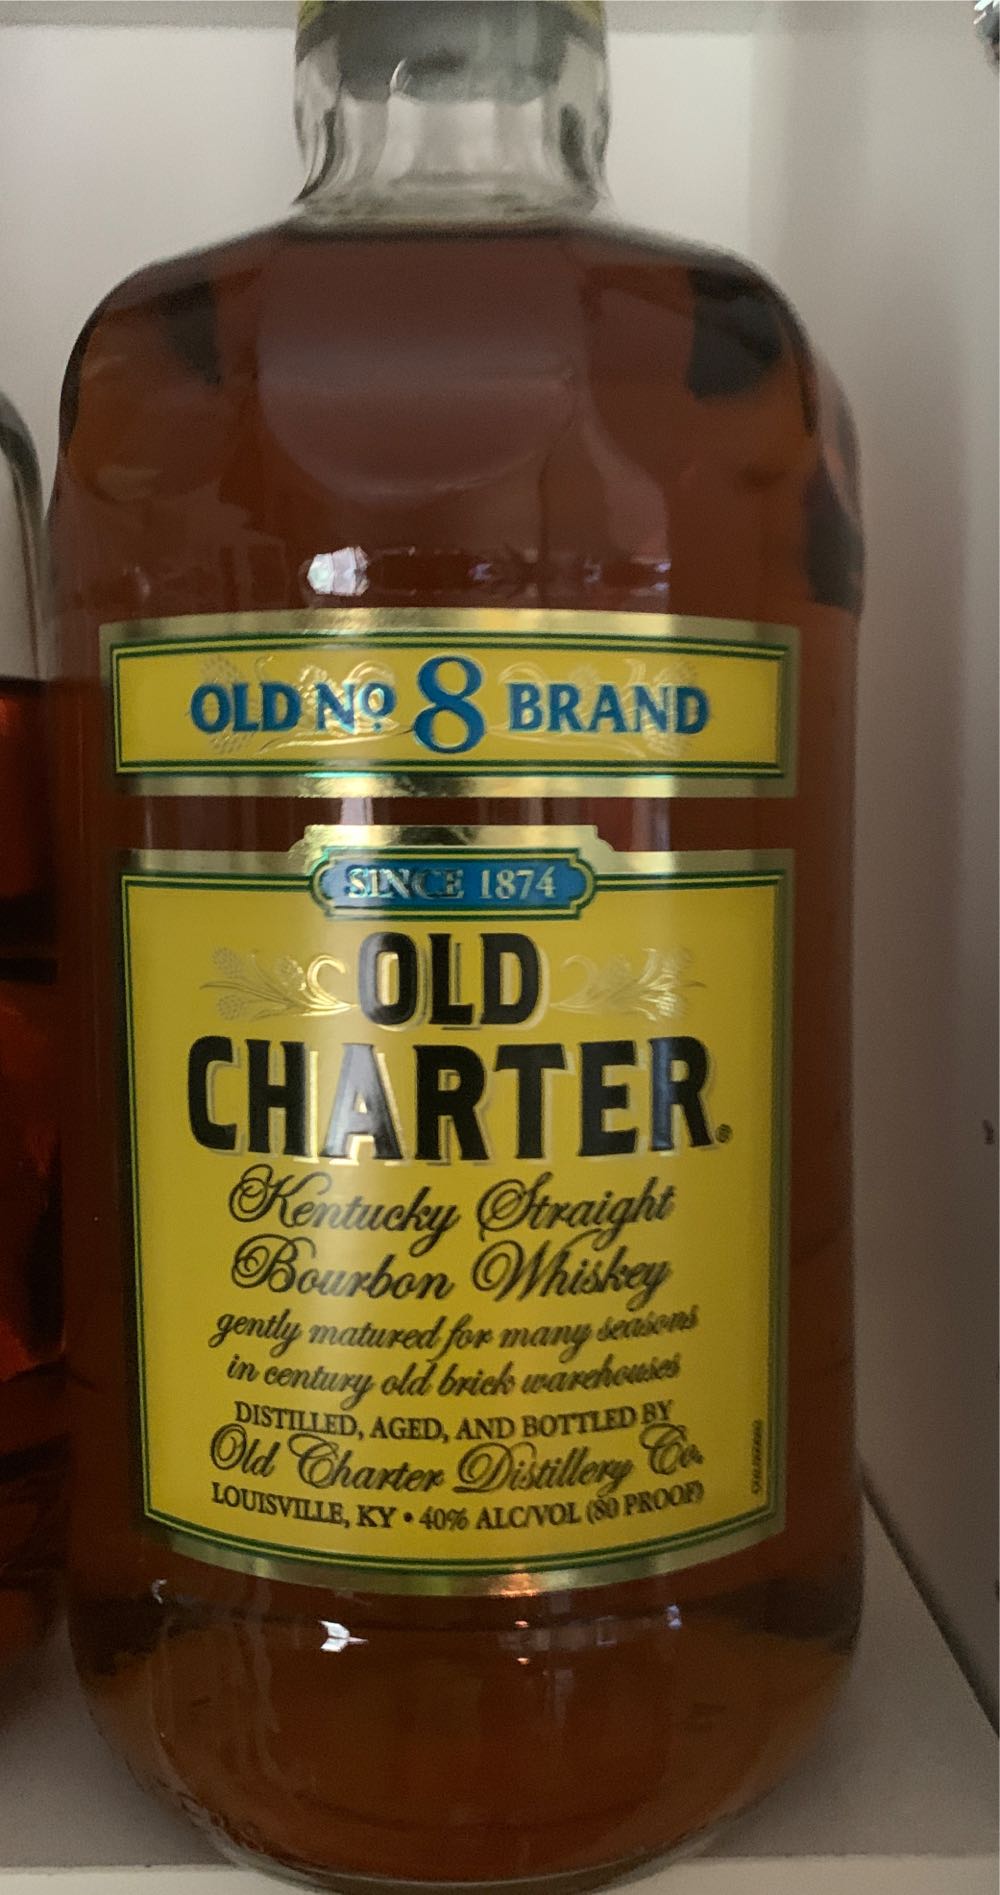 OLD Nº 8 BRAND
SINCE 1874
OLD
CHARTER®
Kentucky Straight
Bourbon Whiskey
gently matured for many seasons
in century old brick warehouses
DISTILLED, AGED, AND BOTTLED BY
Old Charter Distillery Co.
LOUISVILLE, KY • 40% ALC/VOL (80 PROOF)